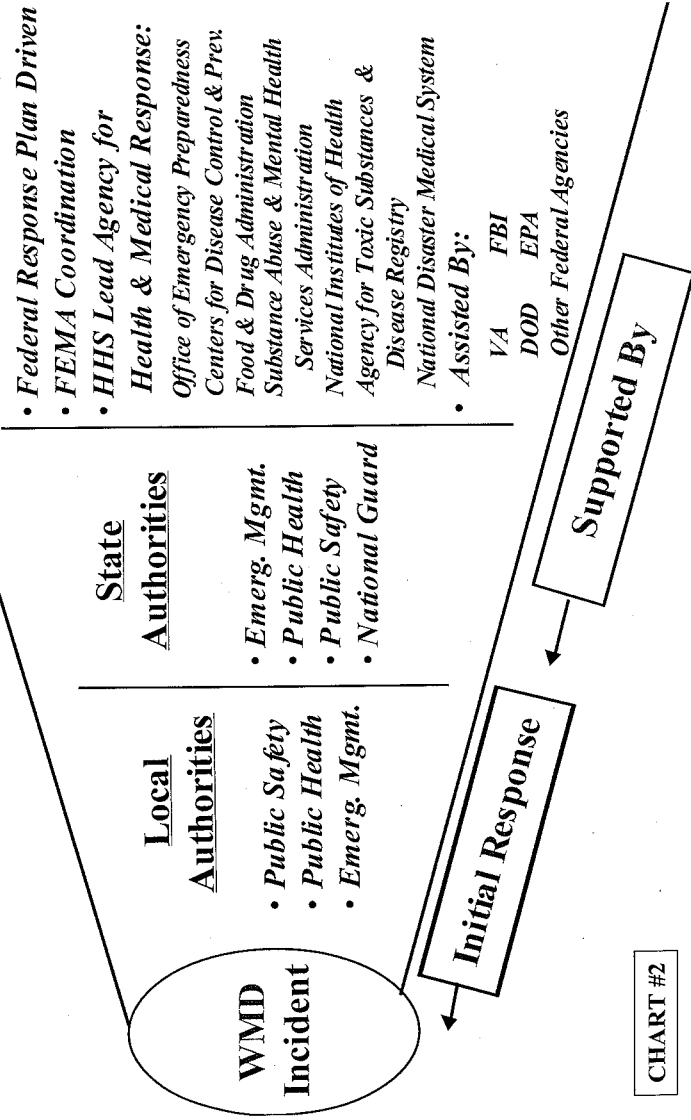 WMD
Incident
Local
Authorities
• Public Safety
• Public Health
• Emerg. Mgmt.
State
Authorities
• Emerg. Mgmt.
• Public Health
• Public Safety
• National Guard
• Federal Response Plan Driven
• FEMA Coordination
• HHS Lead Agency for
Health & Medical Response:
Office of Emergency Preparedness
Centers for Disease Control & Prev.
Food & Drug Administration
Substance Abuse & Mental Health
Services Administration
National Institutes of Health
Agency for Toxic Substances &
Disease Registry
National Disaster Medical System
• Assisted By:
VA FBI
DOD EPA
Other Federal Agencies
Initial Response
Supported By
CHART #2